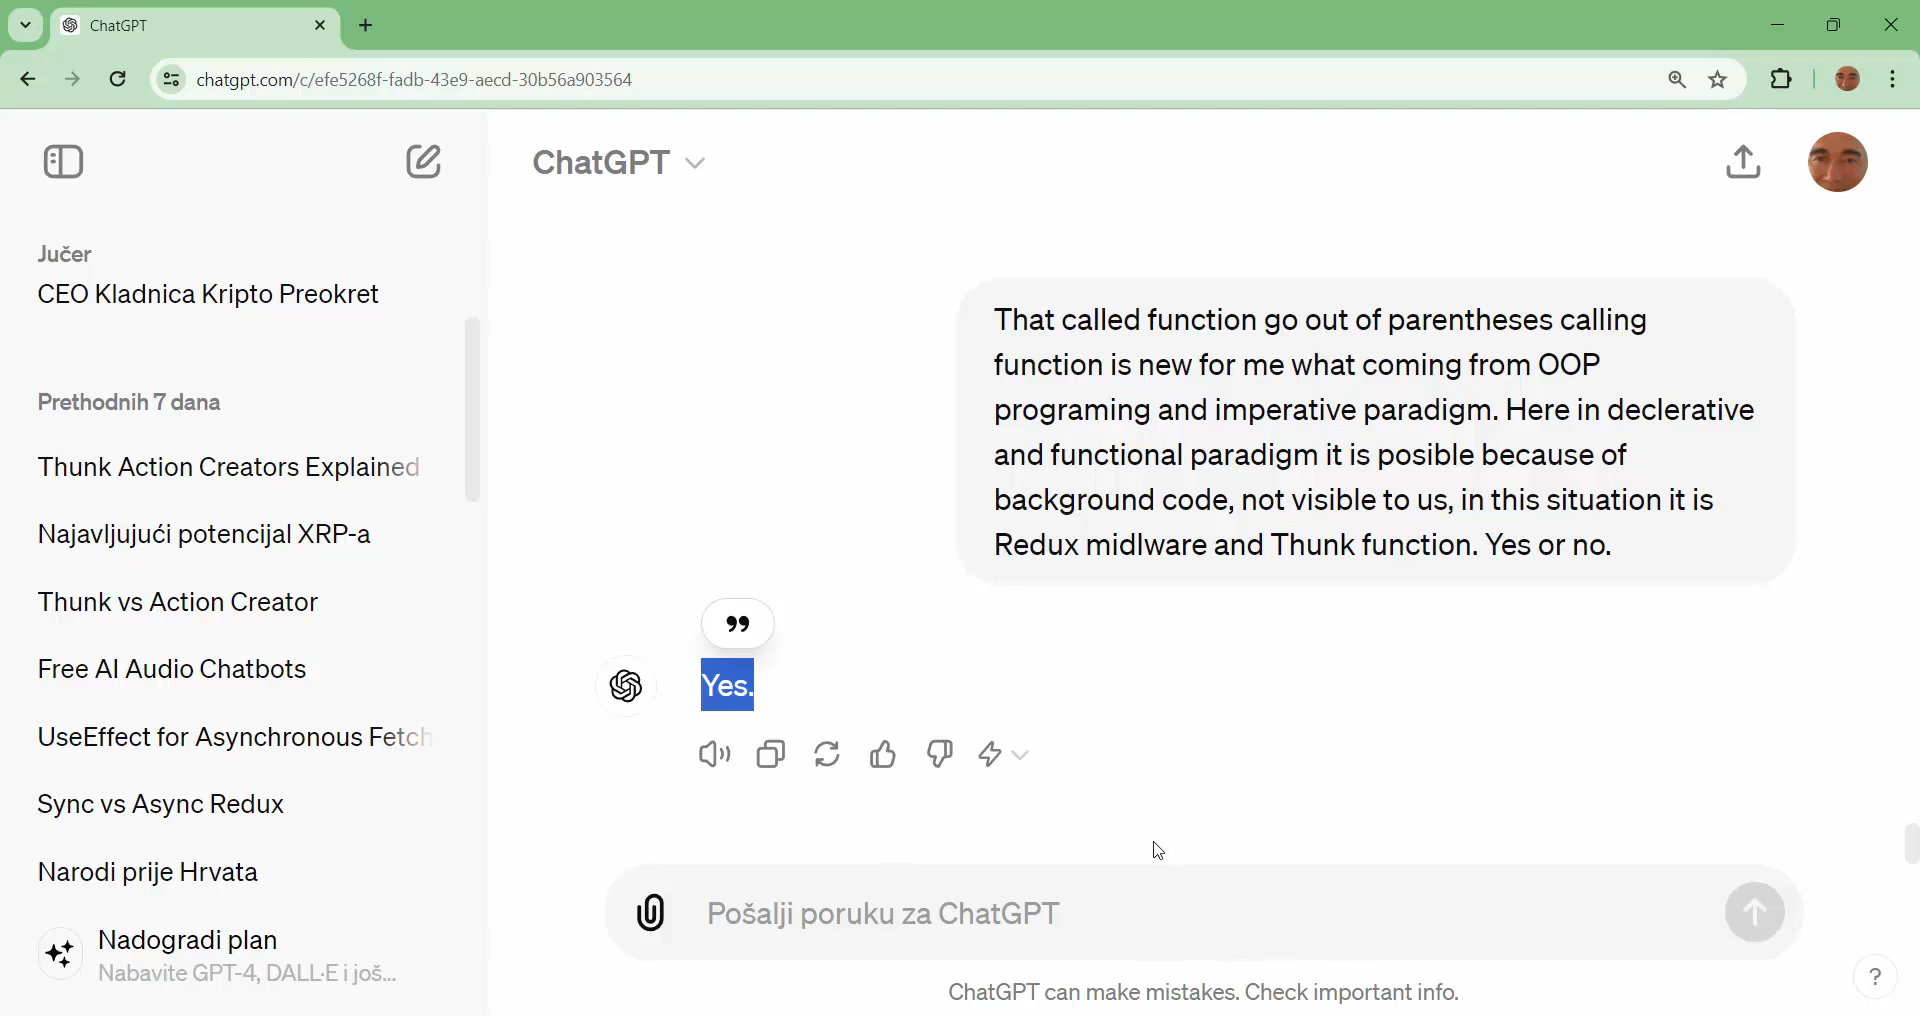 ChatGPT
chatgpt.com/c/efe5268f-fadb-43e9-aecd-30b56a903564
ChatGPT
Jučer
CEO Kladnica Kripto Preokret
Prethodnih 7 dana
Thunk Action Creators Explained
Najavljujući potencijal XRP-a
Thunk vs Action Creator
Free AI Audio Chatbots
UseEffect for Asynchronous Fetch
Sync vs Async Redux
Narodi prije Hrvata
Nadogradi plan
Nabavite GPT-4, DALL·E i još...
That called function go out of parentheses calling
function is new for me what coming from OOP
programing and imperative paradigm. Here in declerative
and functional paradigm it is posible because of
background code, not visible to us, in this situation it is
Redux midlware and Thunk function. Yes or no.
Yes.
Pošalji poruku za ChatGPT
ChatGPT can make mistakes. Check important info.
?